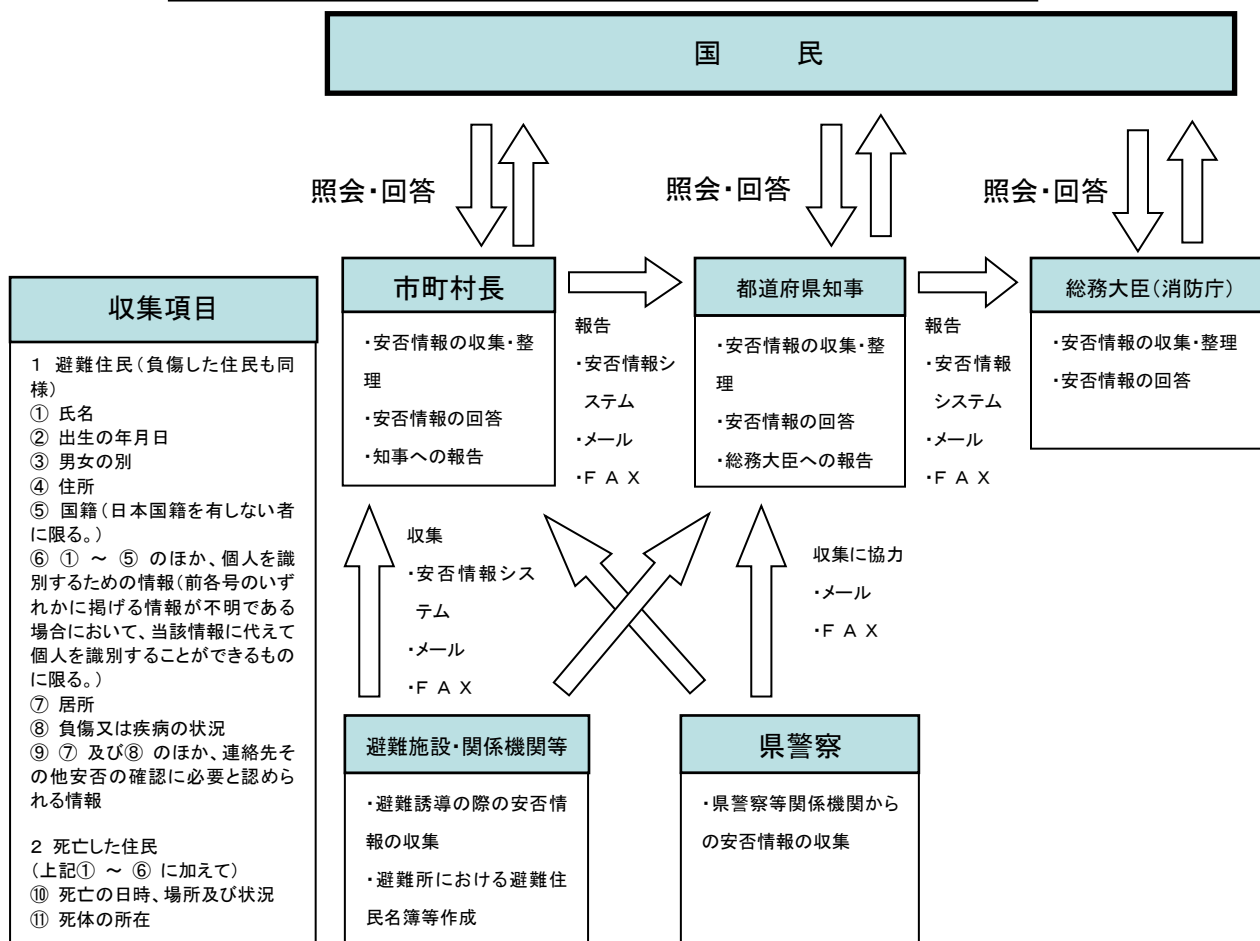 国　　民
照会・回答
照会・回答
照会・回答
収集項目
1 避難住民（負傷した住民も同
様）
① 氏名
② 出生の年月日
③ 男女の別
④ 住所
⑤ 国籍（日本国籍を有しない者
に限る。）
⑥ ① ～ ⑤ のほか、個人を識
別するための情報（前各号のいず
れかに掲げる情報が不明である
場合において、当該情報に代えて
個人を識別することができるもの
に限る。）
⑦ 居所
⑧ 負傷又は疾病の状況
⑨ ⑦ 及び⑧ のほか、連絡先そ
の他安否の確認に必要と認めら
れる情報
2 死亡した住民
（上記① ～ ⑥ に加えて）
⑩ 死亡の日時、場所及び状況
⑪ 死体の所在
市町村長
・安否情報の収集・整
理
・安否情報の回答
・知事への報告
報告
・安否情報シ
ステム
・メール
・ＦＡＸ
都道府県知事
・安否情報の収集・整
理
・安否情報の回答
・総務大臣への報告
報告
・安否情報
システム
・メール
・ＦＡＸ
総務大臣（消防庁）
・安否情報の収集・整理
・安否情報の回答
収集
・安否情報シス
テム
・メール
・ＦＡＸ
収集に協力
・メール
・ＦＡＸ
避難施設・関係機関等
・避難誘導の際の安否情
報の収集
・避難所における避難住
民名簿等作成
県警察
・県警察等関係機関から
の安否情報の収集